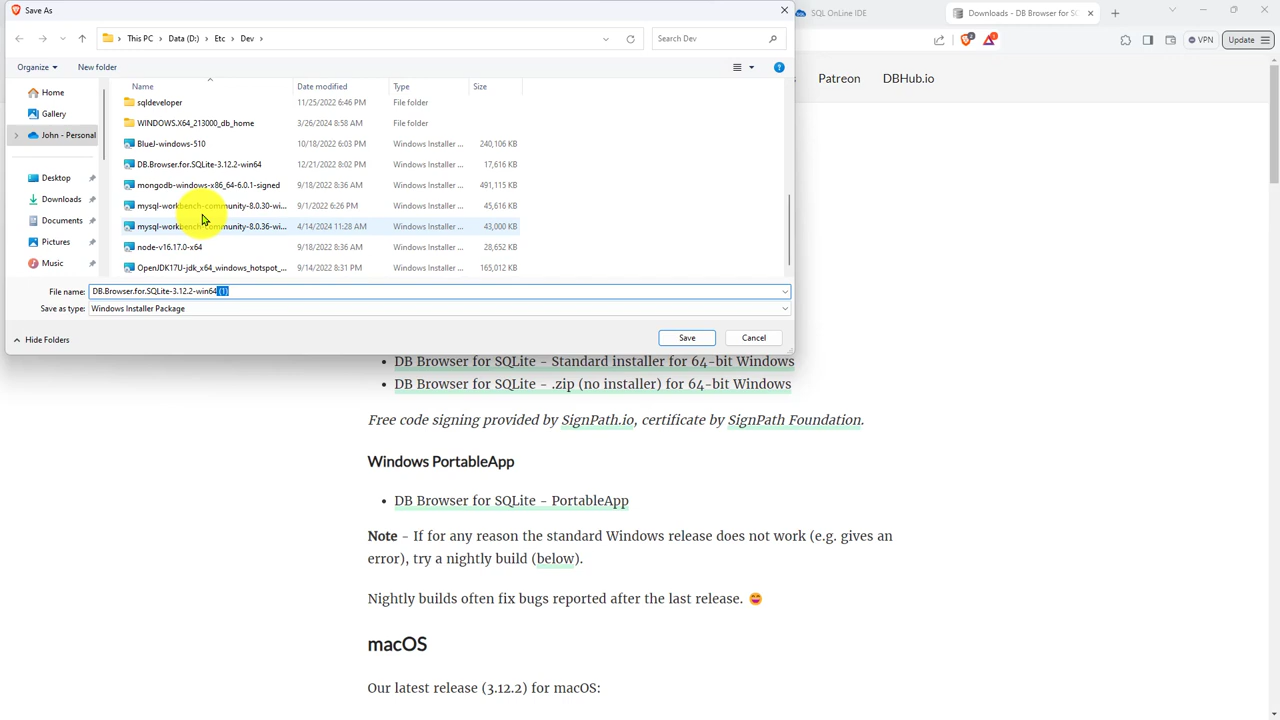 Save As
SQL OnLine IDE
Downloads - DB Browser for SC
This PC
Data (D:)
Etc
Dev
Search Dev
VPN
Update
Organize
New folder
Patreon
DBHub.io
Home
Gallery
John - Personal
Desktop
Downloads
Documents
Pictures
Music
Name
Date modified
Type
Size
sqldeveloper
11/25/2022 6:46 PM
File folder
WINDOWS.X64_213000_db_home
3/26/2024 8:58 AM
File folder
BlueJ-windows-510
10/18/2022 6:03 PM
Windows Installer ...
240,106 KB
DB.Browser.for.SQLite-3.12.2-win64
12/21/2022 8:02 PM
Windows Installer ...
17,616 KB
mongodb-windows-x86_64-6.0.1-signed
9/18/2022 8:36 AM
Windows Installer ...
491,115 KB
mysql-workbench-community-8.0.30-wi...
9/1/2022 6:26 PM
Windows Installer ...
45,616 KB
mysql-workbench-community-8.0.36-wi...
4/14/2024 11:28 AM
Windows Installer ...
43,000 KB
node-v16.17.0-x64
9/18/2022 8:36 AM
Windows Installer ...
28,652 KB
OpenJDK17U-jdk_x64_windows_hotspot_...
9/14/2022 8:31 PM
Windows Installer ...
165,012 KB
File name:
DB.Browser.for.SQLite-3.12.2-win64 (1)
Save as type:
Windows Installer Package
Hide Folders
Save
Cancel
DB Browser for SQLite - Standard installer for 64-bit Windows
DB Browser for SQLite - .zip (no installer) for 64-bit Windows
Free code signing provided by SignPath.io, certificate by SignPath Foundation.
Windows PortableApp
DB Browser for SQLite - PortableApp
Note - If for any reason the standard Windows release does not work (e.g. gives an
error), try a nightly build (below).
Nightly builds often fix bugs reported after the last release. 😄
macOS
Our latest release (3.12.2) for macOS: